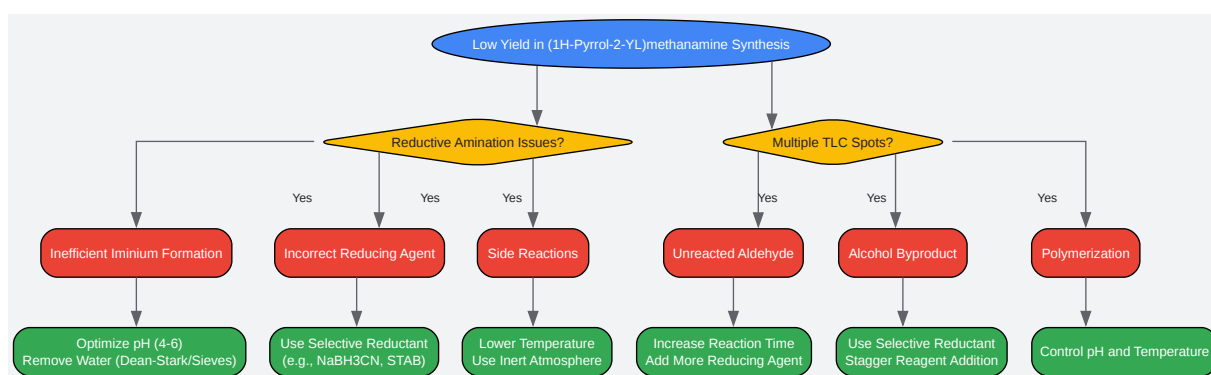 Low Yield in (1H-Pyrrol-2-YL)methanamine Synthesis
Reductive Amination Issues?
Multiple TLC Spots?
Yes
Yes
Yes
Yes
Yes
Yes
Inefficient Iminium Formation
Incorrect Reducing Agent
Side Reactions
Unreacted Aldehyde
Alcohol Byproduct
Polymerization
Optimize pH (4-6)
Remove Water (Dean-Stark/Sieves)
Use Selective Reductant
(e.g., NaBH3CN, STAB)
Lower Temperature
Use Inert Atmosphere
Increase Reaction Time
Add More Reducing Agent
Use Selective Reductant
Stagger Reagent Addition
Control pH and Temperature